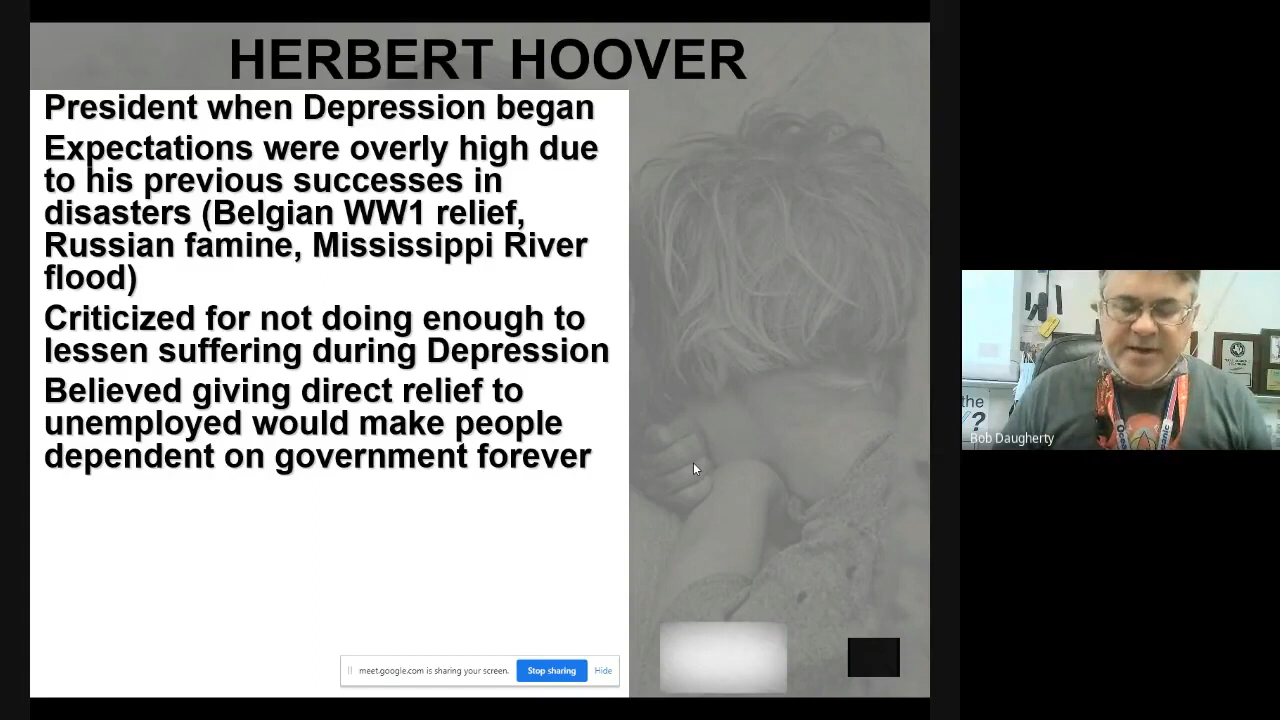 HERBERT HOOVER
President when Depression began
Expectations were overly high due
to his previous successes in
disasters (Belgian WW1 relief,
Russian famine, Mississippi River
flood)
Criticized for not doing enough to
lessen suffering during Depression
Believed giving direct relief to
unemployed would make people
dependent on government forever
meet.google.com is sharing your screen.
Stop sharing
Hide
the
?
Bob Daugherty